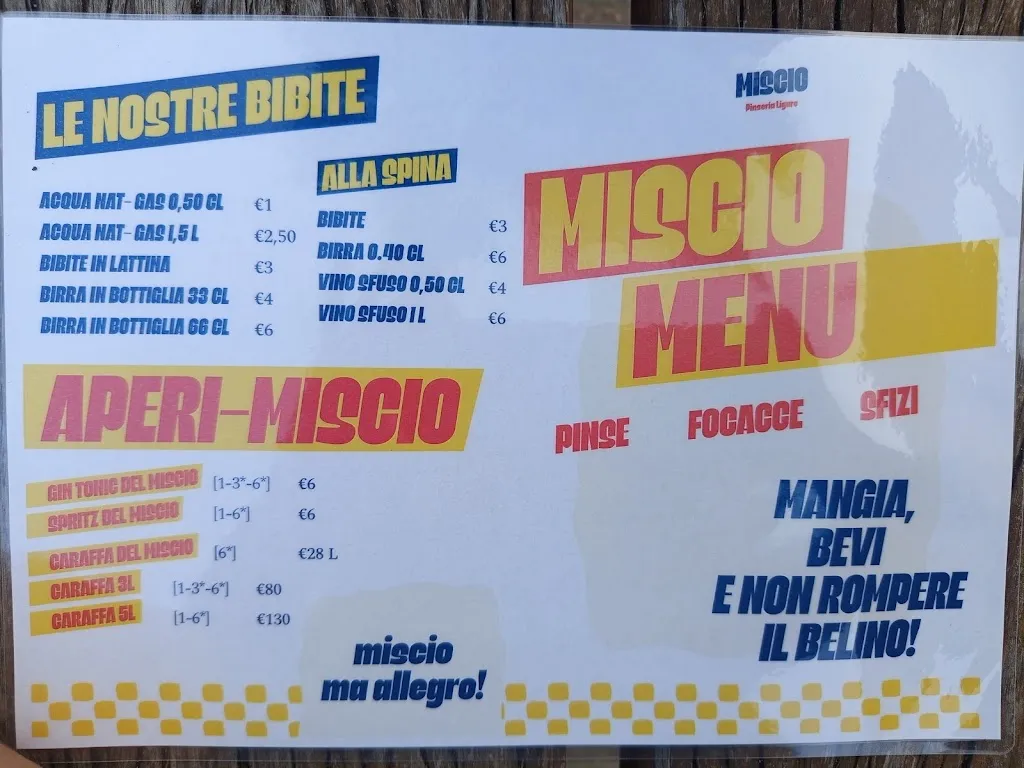 LE NOSTRE BIBITE
ACQUA NAT- GAS 0,50 CL €1
ACQUA NAT- GAS 1,5 L €2,50
BIBITE IN LATTINA €3
BIRRA IN BOTTIGLIA 33 CL €4
BIRRA IN BOTTIGLIA 66 CL €6
ALLA SPINA
BIBITE €3
BIRRA 0.40 CL €6
VINO SFUSO 0,50 CL €4
VINO SFUSO 1 L €6
APERI-MISCIO
GIN TONIC DEL MISCIO [1-3*-6*] €6
SPRITZ DEL MISCIO [1-6*] €6
CARAFFA DEL MISCIO [6*] €28 L
CARAFFA 3L [1-3*-6*] €80
CARAFFA 5L [1-6*] €130
miscio
ma allegro!
MISCIO
Pinseria Ligure
MISCIO
MENU
PINSE FOCACCE SFIZI
MANGIA,
BEVI
E NON ROMPERE
IL BELINO!